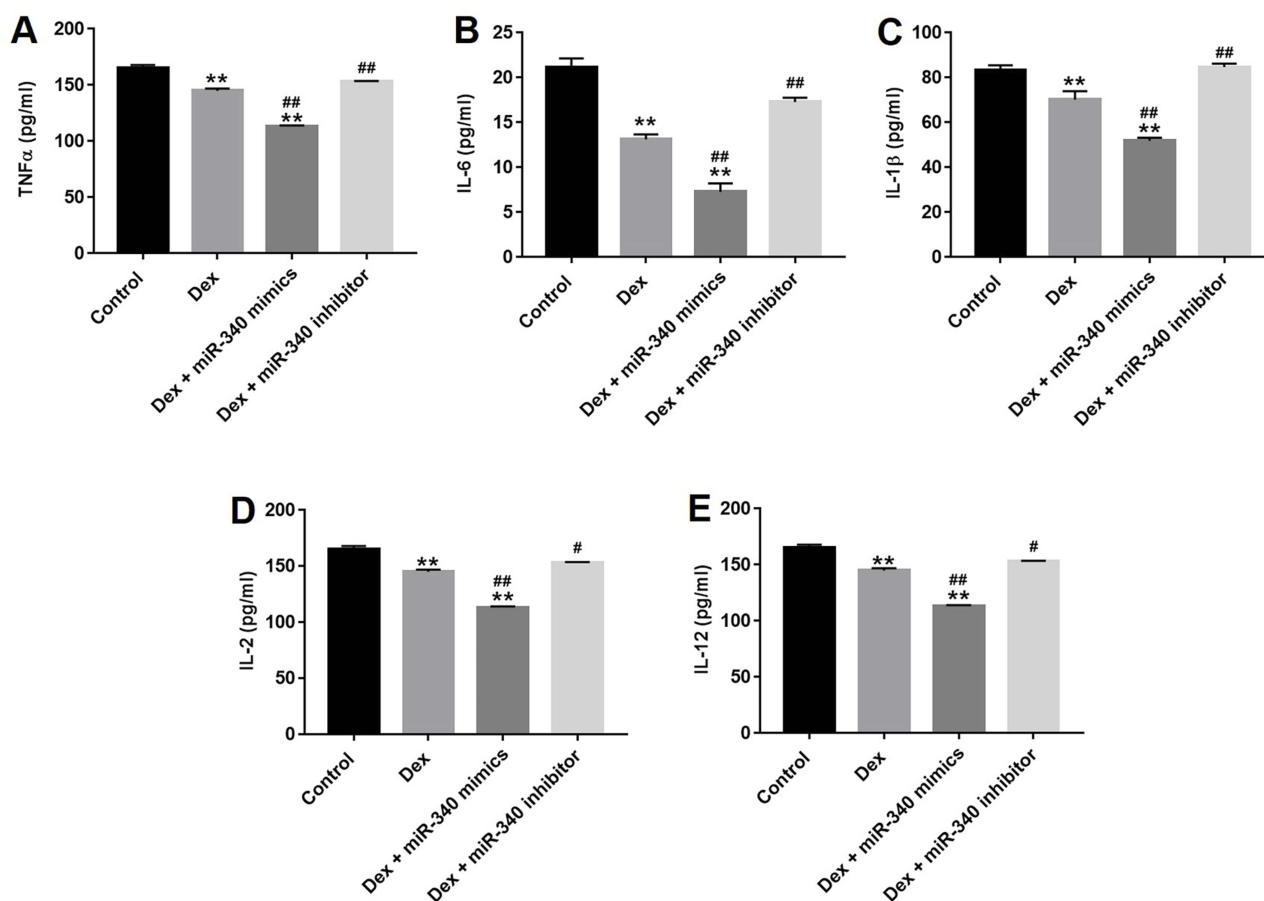 A
TNFα (pg/ml)
200
150
100
50
0
**
##
**
##
Control
Dex
Dex + miR-340 mimics
Dex + miR-340 inhibitor
B
IL-6 (pg/ml)
25
20
15
10
5
0
**
##
**
##
Control
Dex
Dex + miR-340 mimics
Dex + miR-340 inhibitor
C
IL-1β (pg/ml)
100
80
60
40
20
0
**
##
**
##
Control
Dex
Dex + miR-340 mimics
Dex + miR-340 inhibitor
D
IL-2 (pg/ml)
200
150
100
50
0
**
##
**
#
Control
Dex
Dex + miR-340 mimics
Dex + miR-340 inhibitor
E
IL-12 (pg/ml)
200
150
100
50
0
**
##
**
#
Control
Dex
Dex + miR-340 mimics
Dex + miR-340 inhibitor